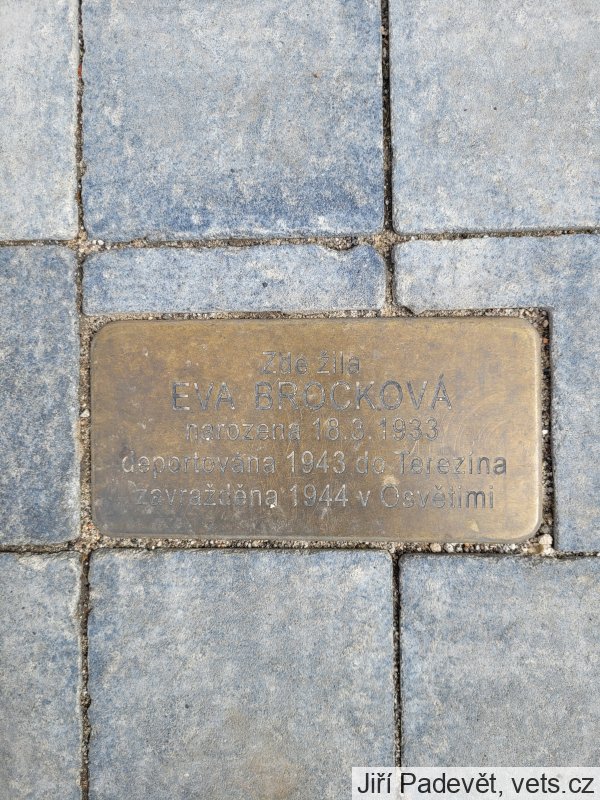 Zde žila
EVA BROCKOVÁ
narozena 18.3.1933
deportována 1943 do Terezína
zavražděna 1944 v Osvětimi
Jiří Padevět, vets.cz